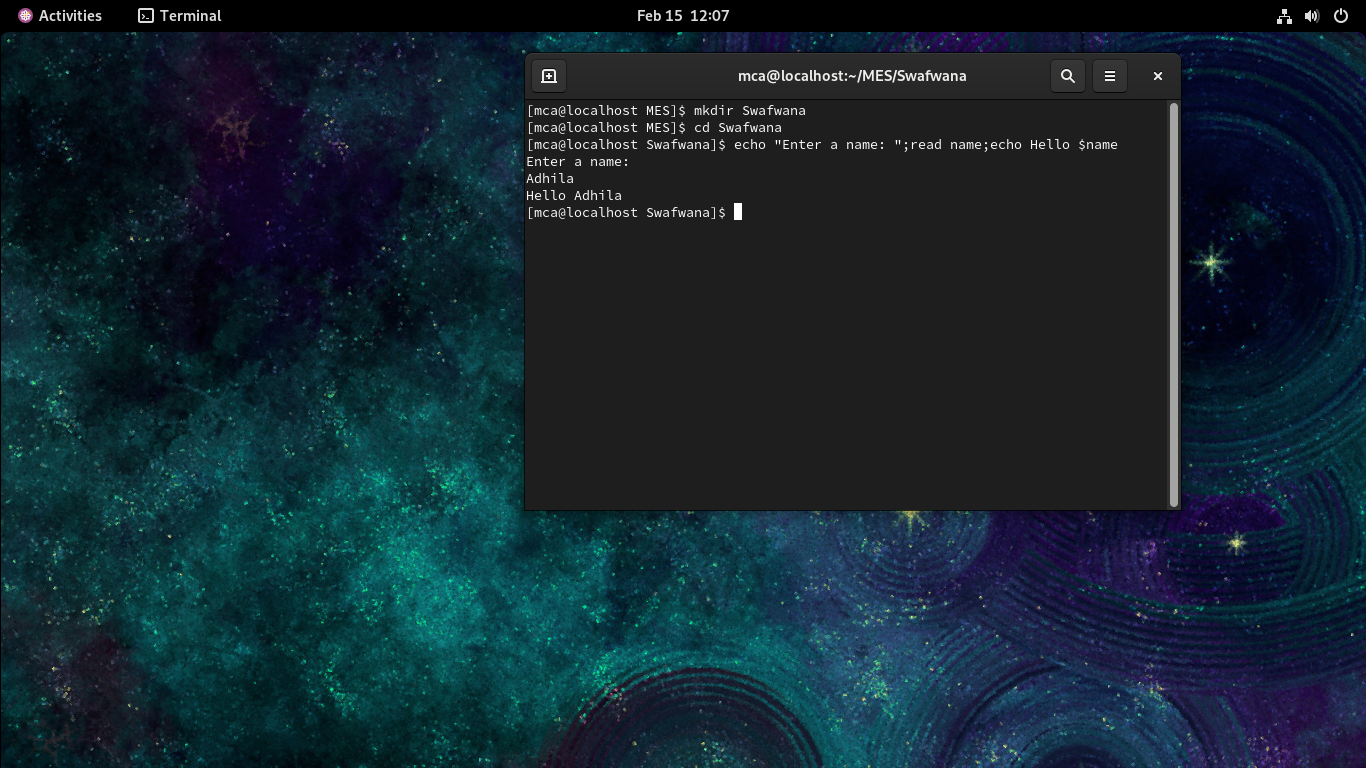 Activities Terminal Feb 15 12:07
mca@localhost:~/MES/Swafwana
[mca@localhost MES]$ mkdir Swafwana
[mca@localhost MES]$ cd Swafwana
[mca@localhost Swafwana]$ echo "Enter a name: ";read name;echo Hello $name
Enter a name:
Adhila
Hello Adhila
[mca@localhost Swafwana]$